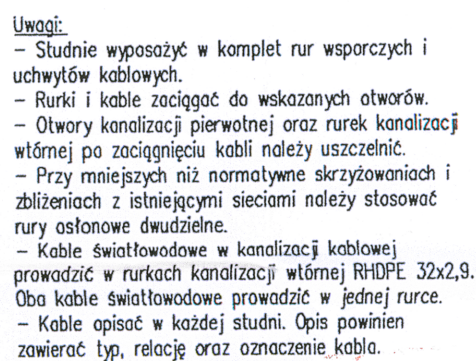 Uwagi:
– Studnie wyposażyć w komplet rur wsporczych i
uchwytów kablowych.
– Rurki i kable zaciągać do wskazanych otworów.
– Otwory kanalizacji pierwotnej oraz rurek kanalizacji
wtórnej po zaciągnięciu kabli należy uszczelnić.
– Przy mniejszych niż normatywne skrzyżowaniach i
zbliżeniach z istniejącymi sieciami należy stosować
rury osłonowe dwudzielne.
– Kable światłowodowe w kanalizacji kablowej
prowadzić w rurkach kanalizacji wtórnej RHDPE 32x2,9.
Oba kable światłowodowe prowadzić w jednej rurce.
– Kable opisać w każdej studni. Opis powinien
zawierać typ, relację oraz oznaczenie kabla.